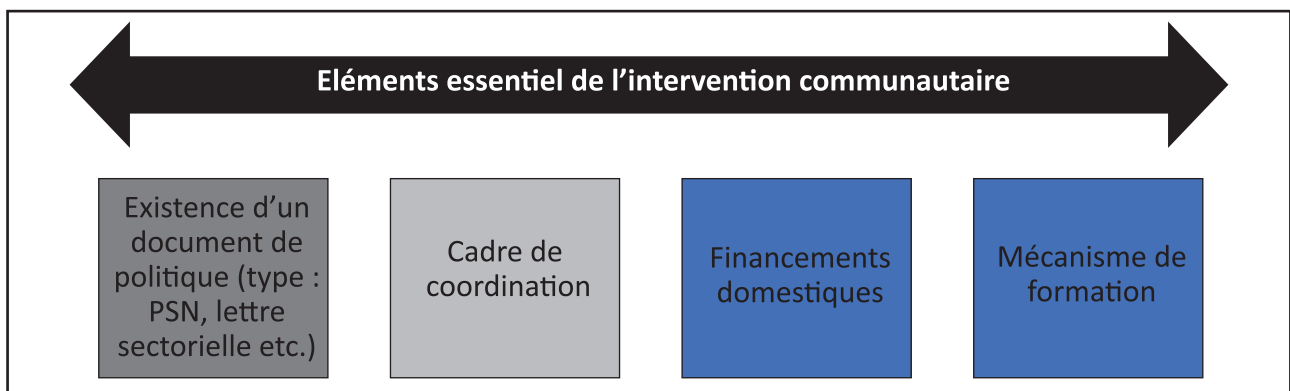 Eléments essentiel de l’intervention communautaire
Existence d’un
document de
politique (type :
PSN, lettre
sectorielle etc.)
Cadre de
coordination
Financements
domestiques
Mécanisme de
formation